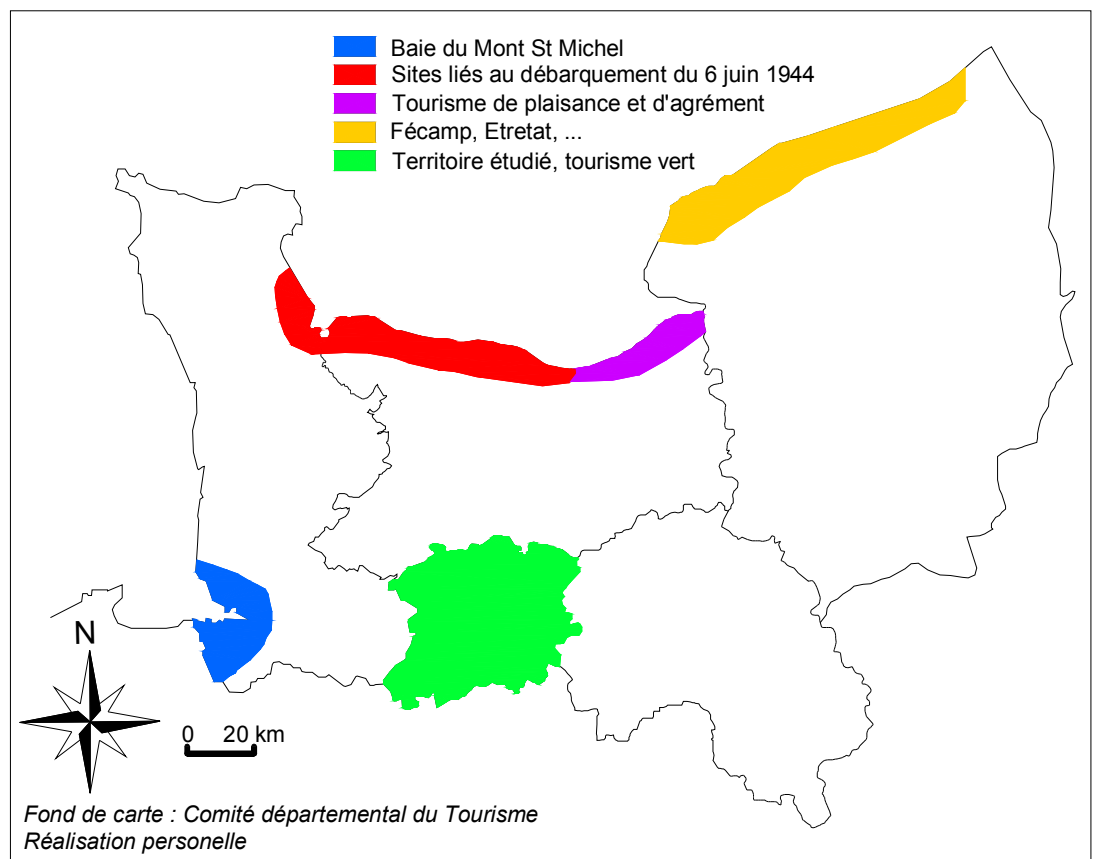 Baie du Mont St Michel
Sites liés au débarquement du 6 juin 1944
Tourisme de plaisance et d'agrément
Fécamp, Etretat, ...
Territoire étudié, tourisme vert
N
0 20 km
Fond de carte : Comité départemental du Tourisme
Réalisation personelle